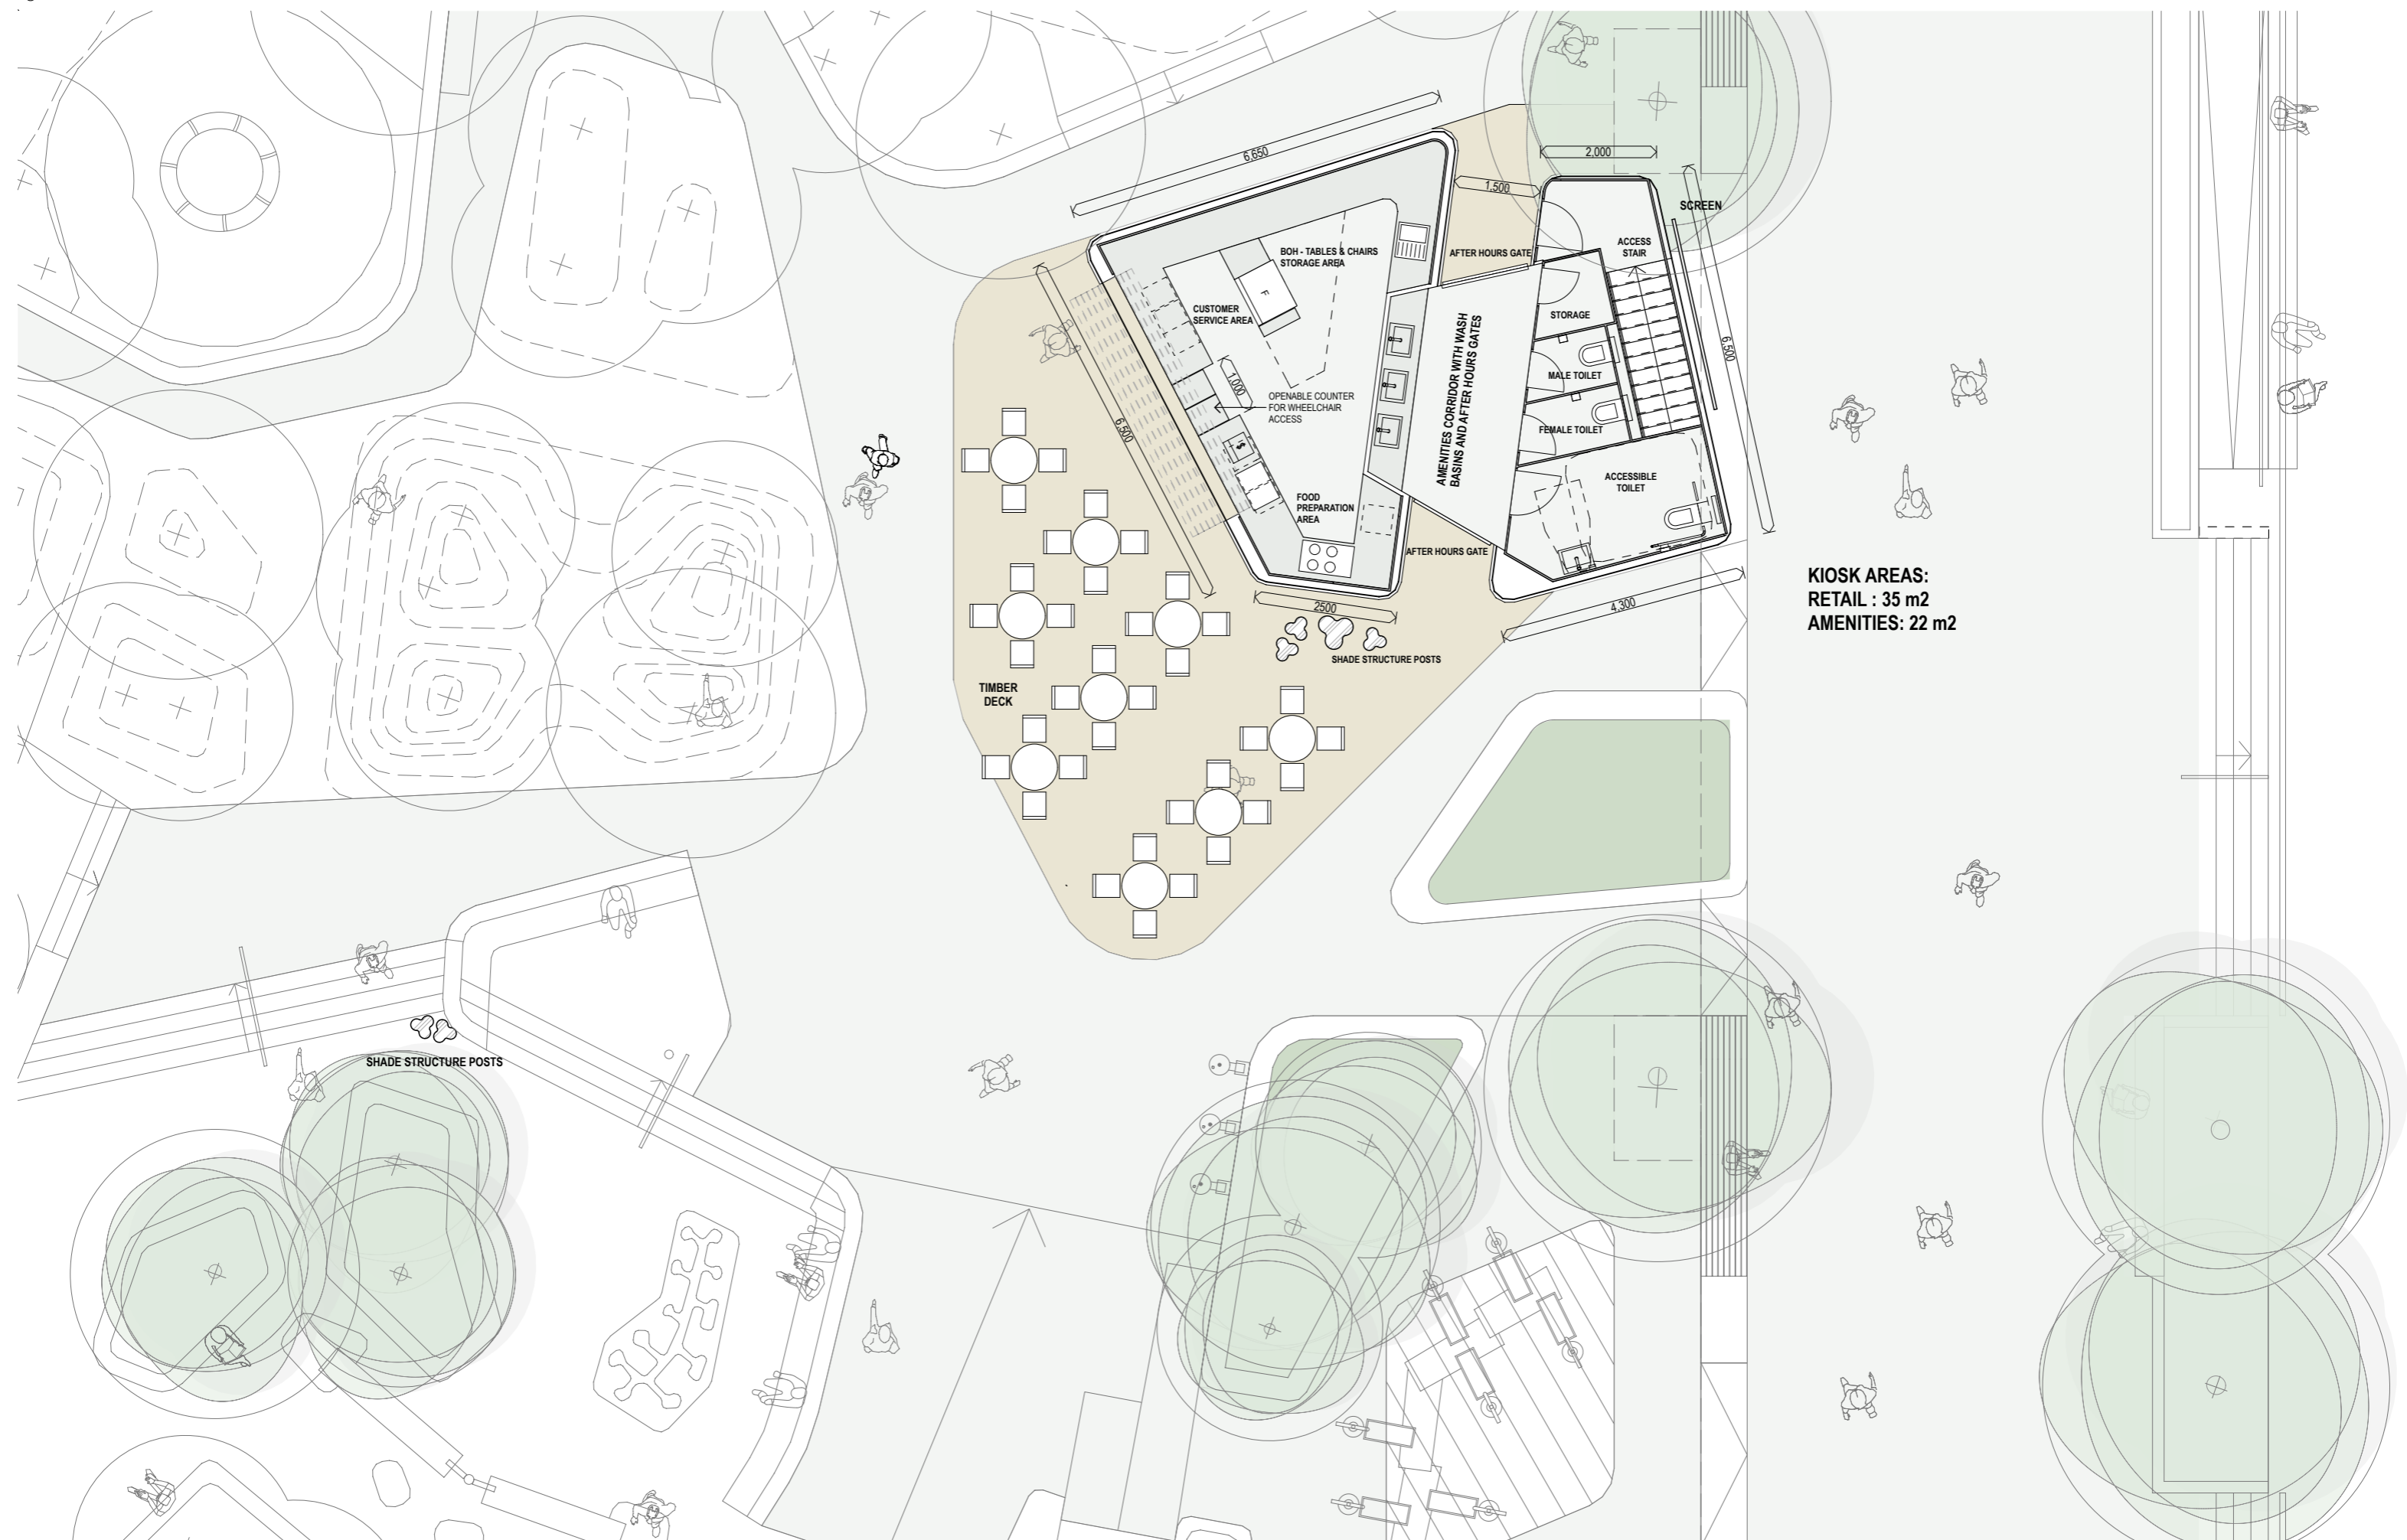 6,650
2,000
1,500
SCREEN
ACCESS
STAIR
BOH - TABLES & CHAIRS
STORAGE AREA
AFTER HOURS GATE
F
CUSTOMER
SERVICE AREA
STORAGE
6,500
6,500
1,000
MALE TOILET
OPENABLE COUNTER
FOR WHEELCHAIR
ACCESS
AMENITIES CORRIDOR WITH WASH
BASINS AND AFTER HOURS GATES
FEMALE TOILET
$
ACCESSIBLE
TOILET
FOOD
PREPARATION
AREA
AFTER HOURS GATE
2500
4,300
KIOSK AREAS:
RETAIL : 35 m2
AMENITIES: 22 m2
SHADE STRUCTURE POSTS
TIMBER
DECK
SHADE STRUCTURE POSTS